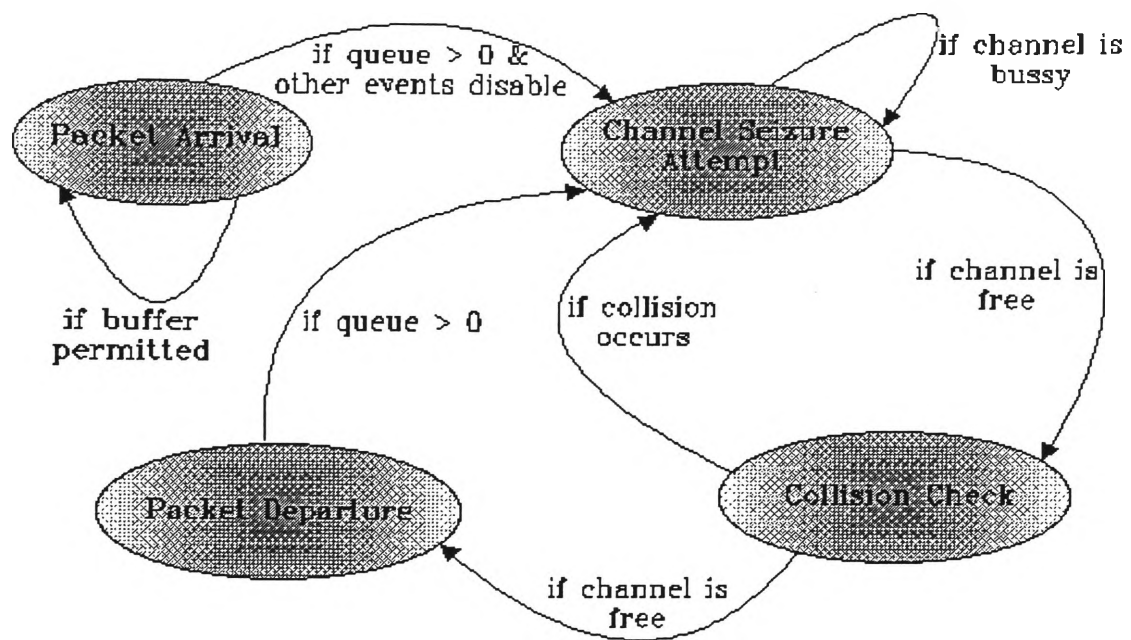 if queue > 0 &
other events disable
if channel is
bussy
Packet Arrival
Channel Seizure
Attempt
if buffer
permitted
if queue > 0
if collision
occurs
if channel is
free
Packet Departure
Collision Check
if channel is
free